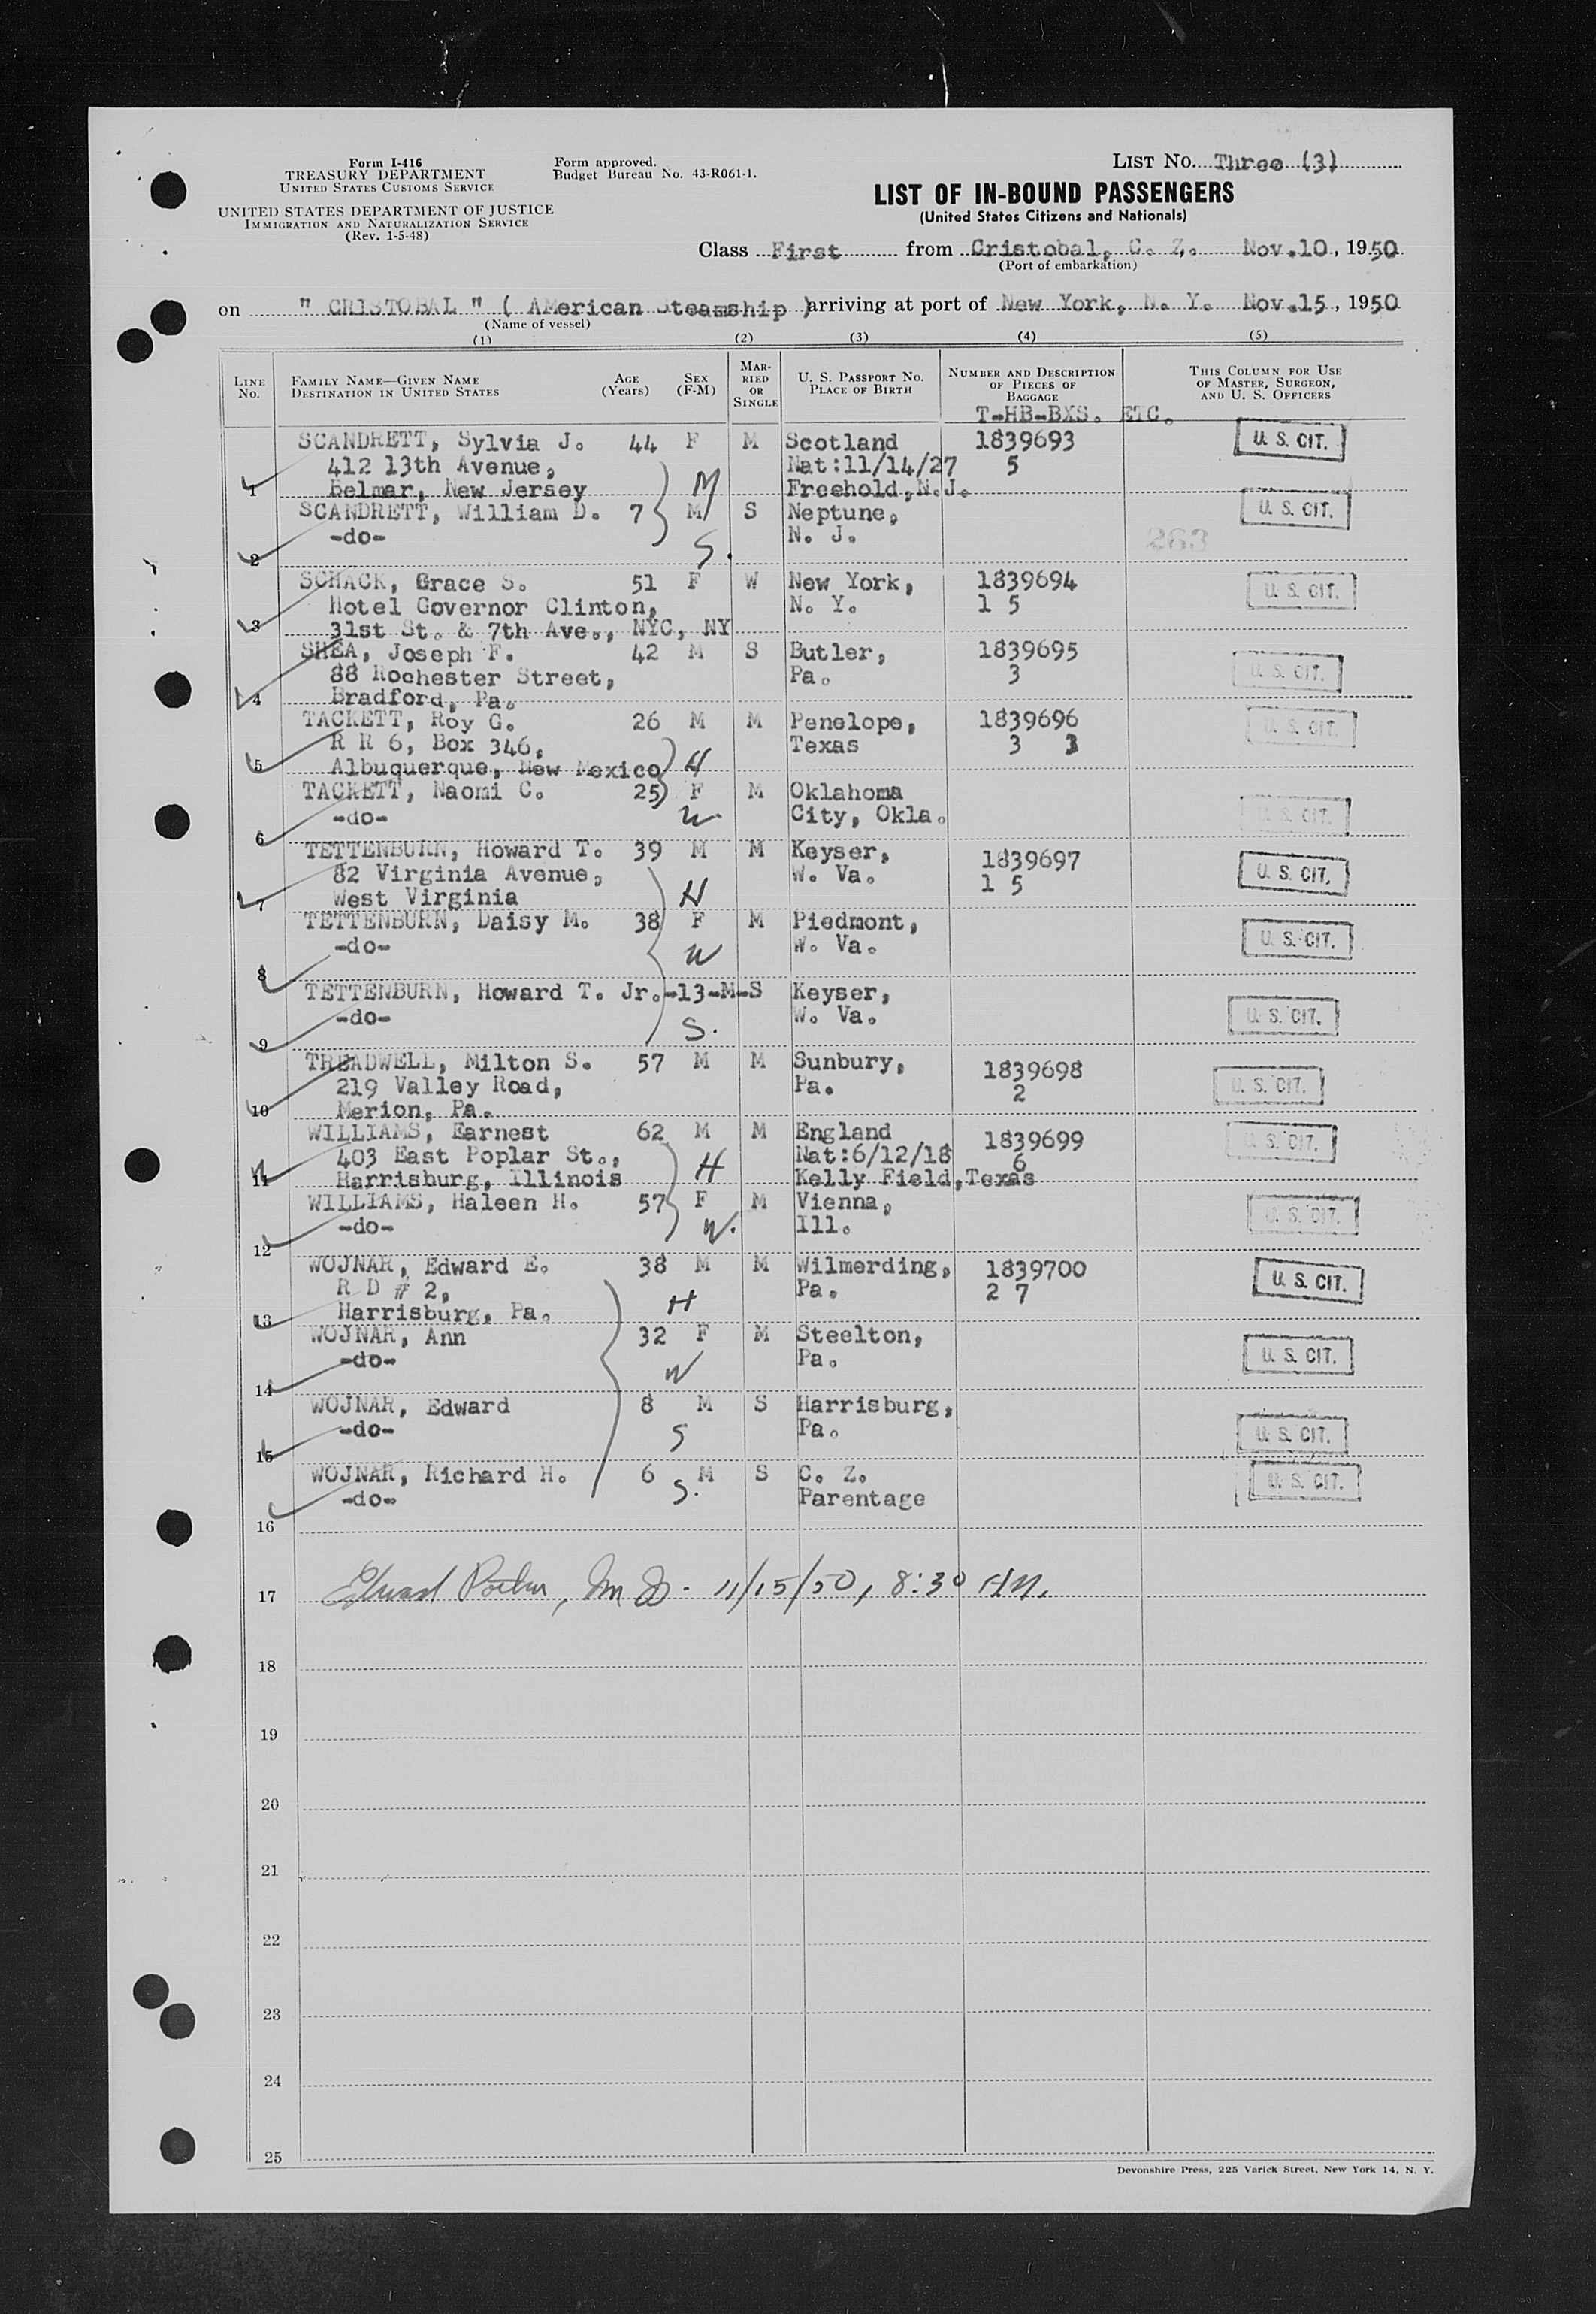 Form I-416
TREASURY DEPARTMENT
UNITED STATES CUSTOMS SERVICE
UNITED STATES DEPARTMENT OF JUSTICE
IMMIGRATION AND NATURALIZATION SERVICE
(Rev. 1-5-48)
Form approved.
Budget Bureau No. 43-R061-1.
LIST NO. Three (3)
LIST OF IN-BOUND PASSENGERS
(United States Citizens and Nationals)
Class First from Cristobal, C. Z. Nov. 10, 1950
(Port of embarkation)
on " CRISTOBAL " ( AMerican Steamship ) arriving at port of New York, N. Y. Nov. 15, 1950
(Name of vessel)
(1) (2) (3) (4) (5)
LINE NO. FAMILY NAME—GIVEN NAME DESTINATION IN UNITED STATES AGE (Years) SEX (F-M) MARRIED OR SINGLE U. S. PASSPORT NO. PLACE OF BIRTH NUMBER AND DESCRIPTION OF PIECES OF BAGGAGE THIS COLUMN FOR USE OF MASTER, SURGEON, AND U. S. OFFICERS
T-HB-BXS. ETC.
SCANDRETT, Sylvia J. 44 F M Scotland 1839693 U. S. CIT.
412 13th Avenue, Nat:11/14/27 5
1 Belmar, New Jersey M Freehold, N.J.
SCANDRETT, William D. 7 M S Neptune, U. S. CIT.
-do- N. J. 263
2 S.
SCHACK, Grace S. 51 F W New York, 1839694 U. S. CIT.
Hotel Governor Clinton, N. Y. 1 5
3 31st St. & 7th Ave., NYC, NY
SHEA, Joseph F. 42 M S Butler, 1839695 U. S. CIT.
88 Rochester Street, Pa. 3
4 Bradford, Pa.
TACKETT, Roy G. 26 M M Penelope, 1839696 U. S. CIT.
R R 6, Box 346, Texas 3 3
5 Albuquerque, New Mexico H
TACKETT, Naomi C. 25 F M Oklahoma U. S. CIT.
-do- W. City, Okla.
6
TETTENBURN, Howard T. 39 M M Keyser, 1839697 U. S. CIT.
82 Virginia Avenue, W. Va. 1 5
7 West Virginia H
TETTENBURN, Daisy M. 38 F M Piedmont, U. S. CIT.
-do- W W. Va.
8
TETTENBURN, Howard T. Jr.-13-M-S Keyser, U. S. CIT.
-do- S. W. Va.
9
TREADWELL, Milton S. 57 M M Sunbury, 1839698 U. S. CIT.
219 Valley Road, Pa. 2
10 Merion, Pa.
WILLIAMS, Earnest 62 M M England 1839699 U. S. CIT.
403 East Poplar St., H Nat:6/12/18 6
11 Harrisburg, Illinois Kelly Field, Texas
WILLIAMS, Haleen H. 57 F M Vienna, U. S. CIT.
-do- W. Ill.
12
WOJNAR, Edward E. 38 M M Wilmerding, 1839700 U. S. CIT.
R D # 2, Pa. 2 7
13 Harrisburg, Pa. H
WOJNAR, Ann 32 F M Steelton, U. S. CIT.
-do- W Pa.
14
WOJNAR, Edward 8 M S Harrisburg, U. S. CIT.
-do- S Pa.
15
WOJNAR, Richard H. 6 M S C. Z. U. S. CIT.
-do- S. Parentage
16
17 M D. 11/15/50, 8:30 AM.
18
19
20
21
22
23
24
25
Devonshire Press, 225 Varick Street, New York 14, N. Y.